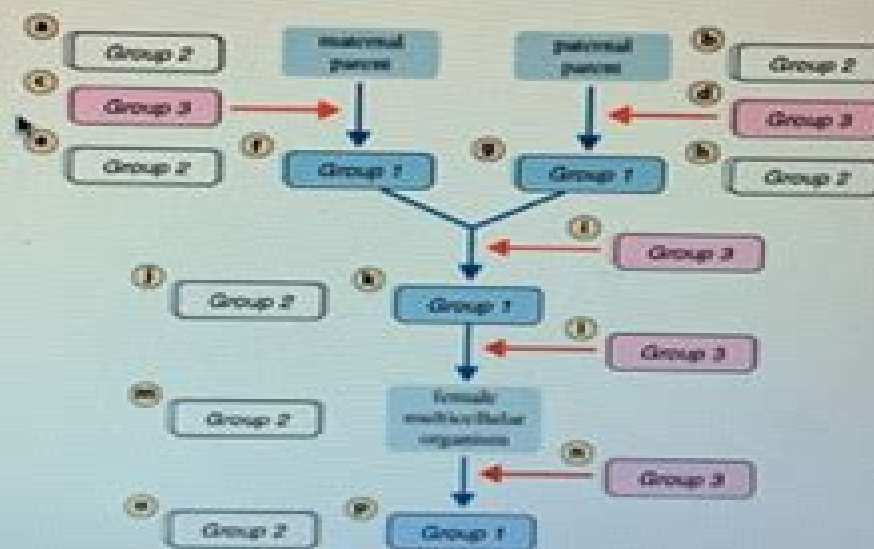 a
Group 2
maternal
parent
paternal
parent
b
Group 2
c
Group 3
d
Group 3
e
Group 2
f
Group 1
g
Group 1
h
Group 2
i
Group 3
j
Group 2
k
Group 1
l
Group 3
m
Group 2
female
multicellular
organism
n
Group 3
o
Group 2
p
Group 1